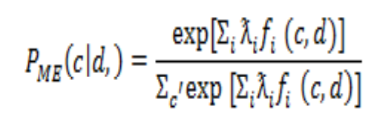 P_ME(c|d,) = exp[Σ_i λ_i f_i (c, d)] / Σ_c′ exp [Σ_i λ_i f_i (c, d)]